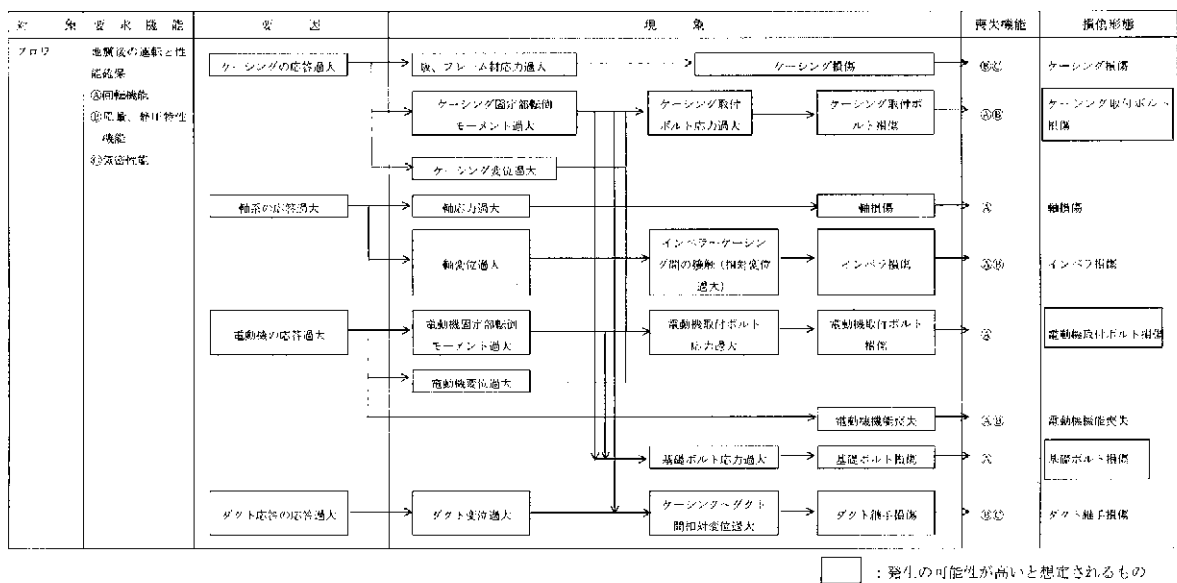 対象 要求機能 要因 現象 喪失機能 損傷形態
ブロワ
地震後の運転と性
能確保
Ⓐ回転機能
Ⓑ風量、静圧特性
機能
Ⓒ気密性能
ケーシングの応答過大
板、フレーム材応力過大
ケーシング損傷
ⒷⒸ
ケーシング損傷
ケーシング固定部転倒
モーメント過大
ケーシング取付
ボルト応力過大
ケーシング取付ボ
ルト損傷
ⒶⒷ
ケーシング取付ボルト
損傷
ケーシング変位過大
軸系の応答過大
軸応力過大
軸損傷
Ⓐ
軸損傷
軸変位過大
インペラ~ケーシン
グ間の接触(相対変位
過大)
インペラ損傷
ⒶⒷ
インペラ損傷
電動機の応答過大
電動機固定部転倒
モーメント過大
電動機取付ボルト
応力過大
電動機取付ボルト
損傷
電動機取付ボルト損傷
電動機変位過大
電動機機能喪失
ⒶⒷ
電動機機能喪失
基礎ボルト応力過大
基礎ボルト損傷
Ⓐ
基礎ボルト損傷
ダクト応答の応答過大
ダクト変位過大
ケーシング~ダクト
間相対変位過大
ダクト継手損傷
ⒷⒸ
ダクト継手損傷
:発生の可能性が高いと想定されるもの